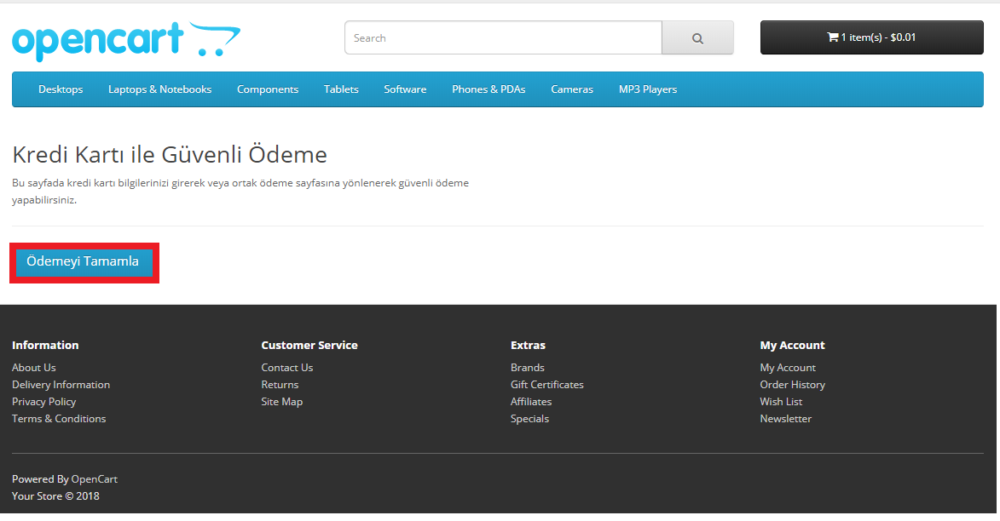 opencart
Search
1 item(s) - $0.01
Desktops Laptops & Notebooks Components Tablets Software Phones & PDAs Cameras MP3 Players
Kredi Kartı ile Güvenli Ödeme
Bu sayfada kredi kartı bilgilerinizi girerek veya ortak ödeme sayfasına yönlenerek güvenli ödeme
yapabilirsiniz.
Ödemeyi Tamamla
Information
About Us
Delivery Information
Privacy Policy
Terms & Conditions
Customer Service
Contact Us
Returns
Site Map
Extras
Brands
Gift Certificates
Affiliates
Specials
My Account
My Account
Order History
Wish List
Newsletter
Powered By OpenCart
Your Store © 2018